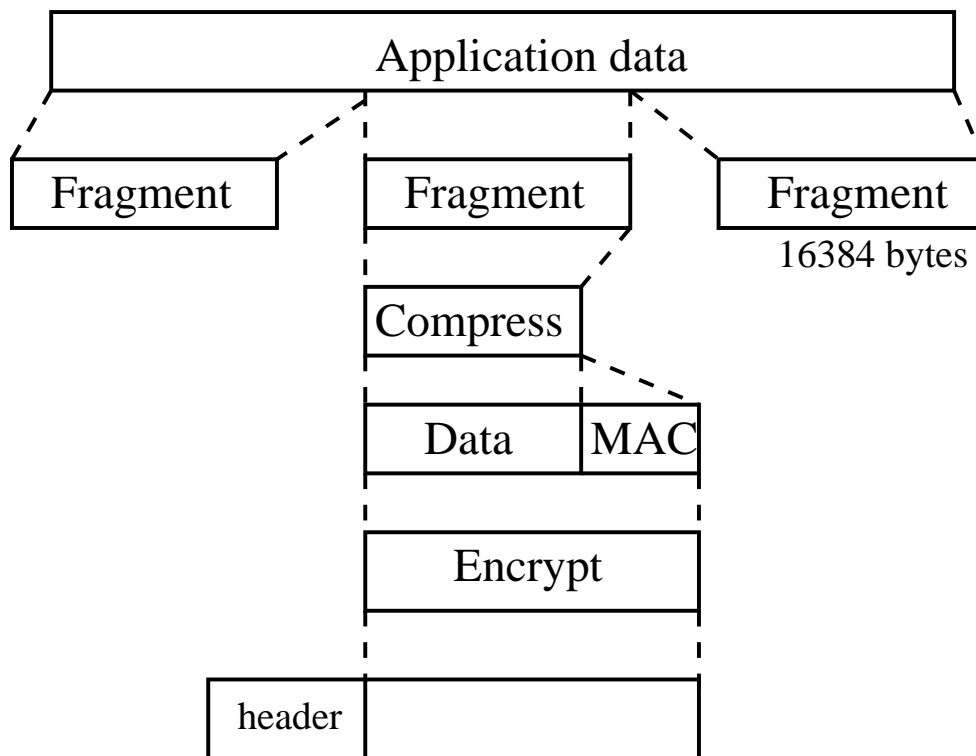 Application data
Fragment Fragment Fragment
16384 bytes
Compress
Data MAC
Encrypt
header